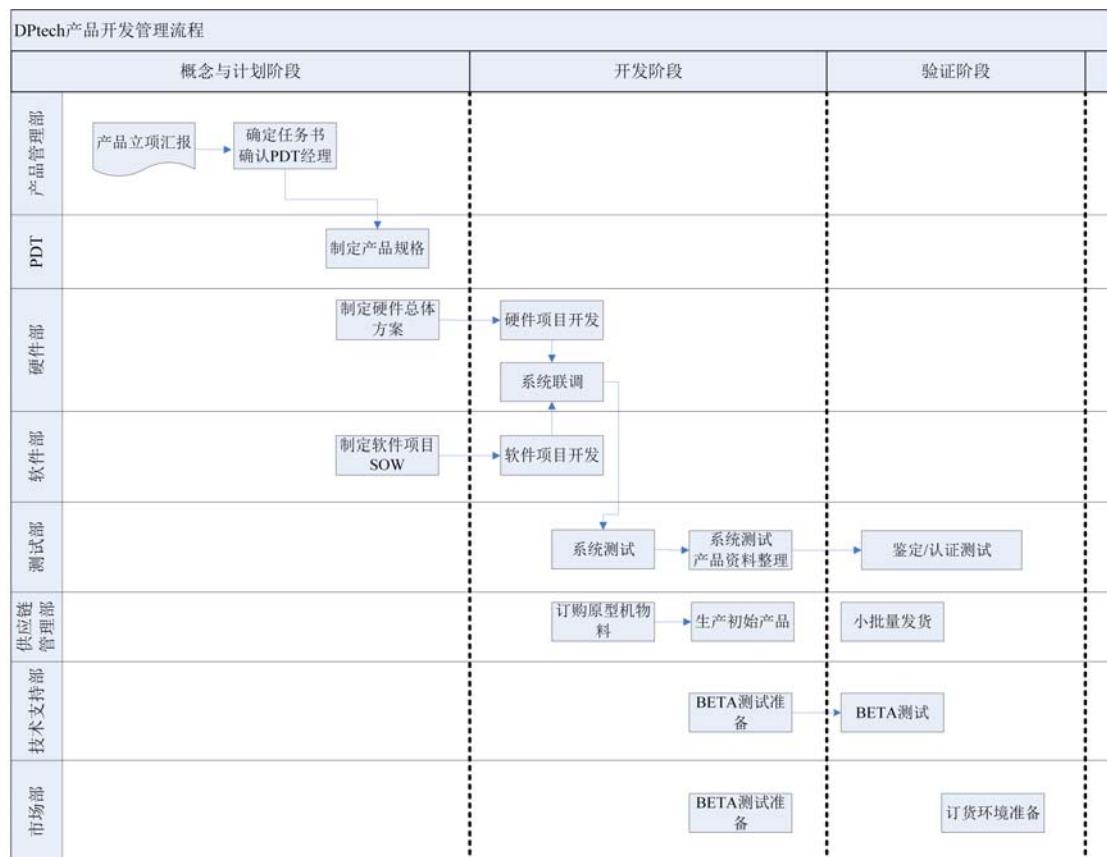 DPtech产品开发管理流程
概念与计划阶段
开发阶段
验证阶段
产品管理部
产品立项汇报
确定任务书
确认PDT经理
PDT
制定产品规格
硬件部
制定硬件总体
方案
硬件项目开发
系统联调
软件部
制定软件项目
SOW
软件项目开发
测试部
系统测试
系统测试
产品资料整理
鉴定/认证测试
供应链
管理部
订购原型机物
料
生产初始产品
小批量发货
技术支持部
BETA测试准
备
BETA测试
市场部
BETA测试准
备
订货环境准备